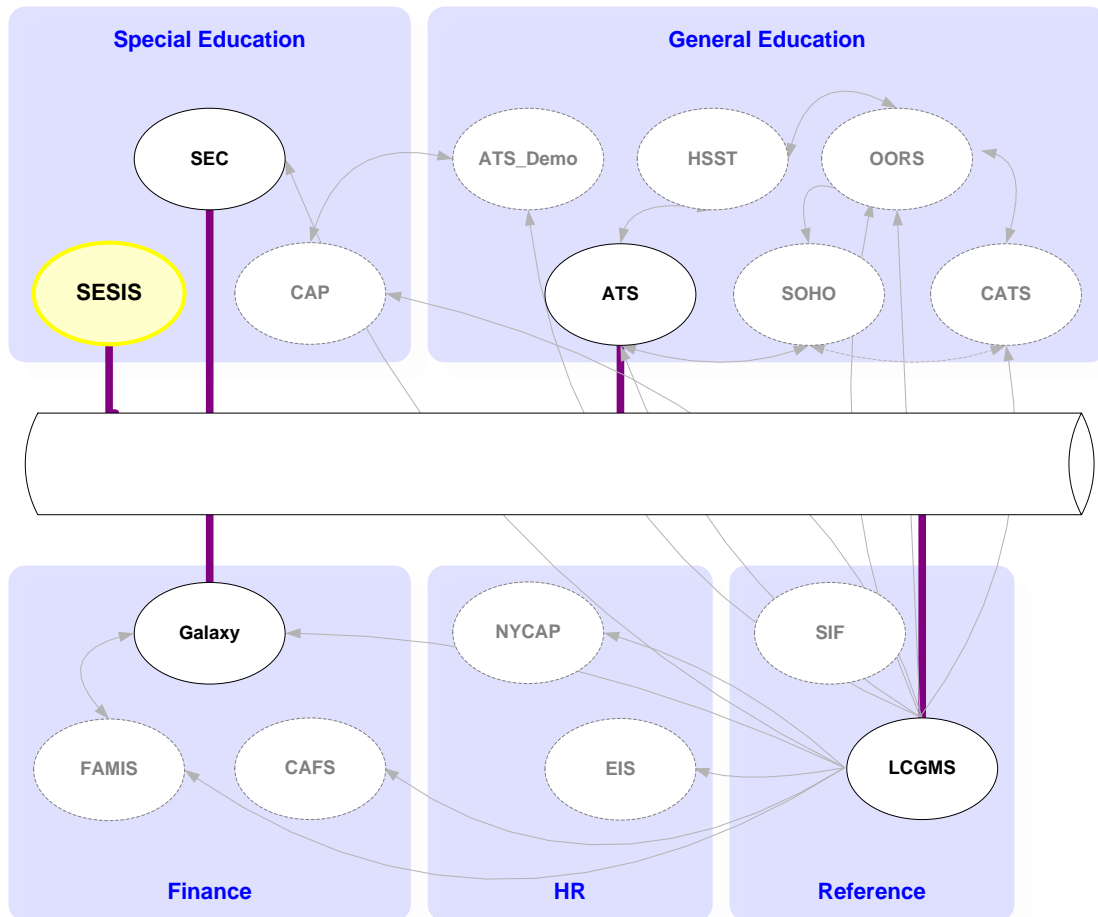 Special Education
General Education
SEC
ATS_Demo
HSST
OORS
SESIS
CAP
ATS
SOHO
CATS
Galaxy
NYCAP
SIF
FAMIS
CAFS
EIS
LCGMS
Finance
HR
Reference